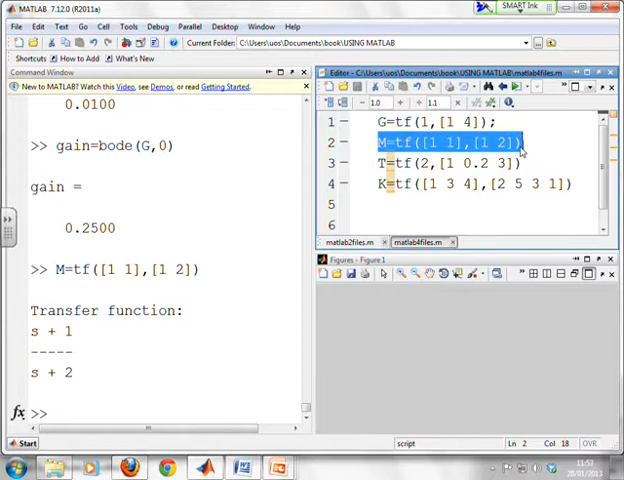 MATLAB 7.12.0 (R2011a)
SMART Ink
File Edit Text Go Cell Tools Debug Parallel Desktop Window Help
Current Folder: C:\Users\uos\Documents\book\USING MATLAB
Shortcuts How to Add What's New
Command Window
New to MATLAB? Watch this Video, see Demos, or read Getting Started.
0.0100
>> gain=bode(G,0)
gain =
0.2500
>> M=tf([1 1],[1 2])
Transfer function:
s + 1
-----
s + 2
fx >>
Editor - C:\Users\uos\Documents\book\USING MATLAB\matlab4files.m
1.0 1.1
1 G=tf(1,[1 4]);
2 M=tf([1 1],[1 2])
3 T=tf(2,[1 0.2 3])
4 K=tf([1 3 4],[2 5 3 1])
5
6
matlab2files.m matlab4files.m
Figures - Figure 1
Start script Ln 2 Col 18 OVR
11:53
28/01/2013